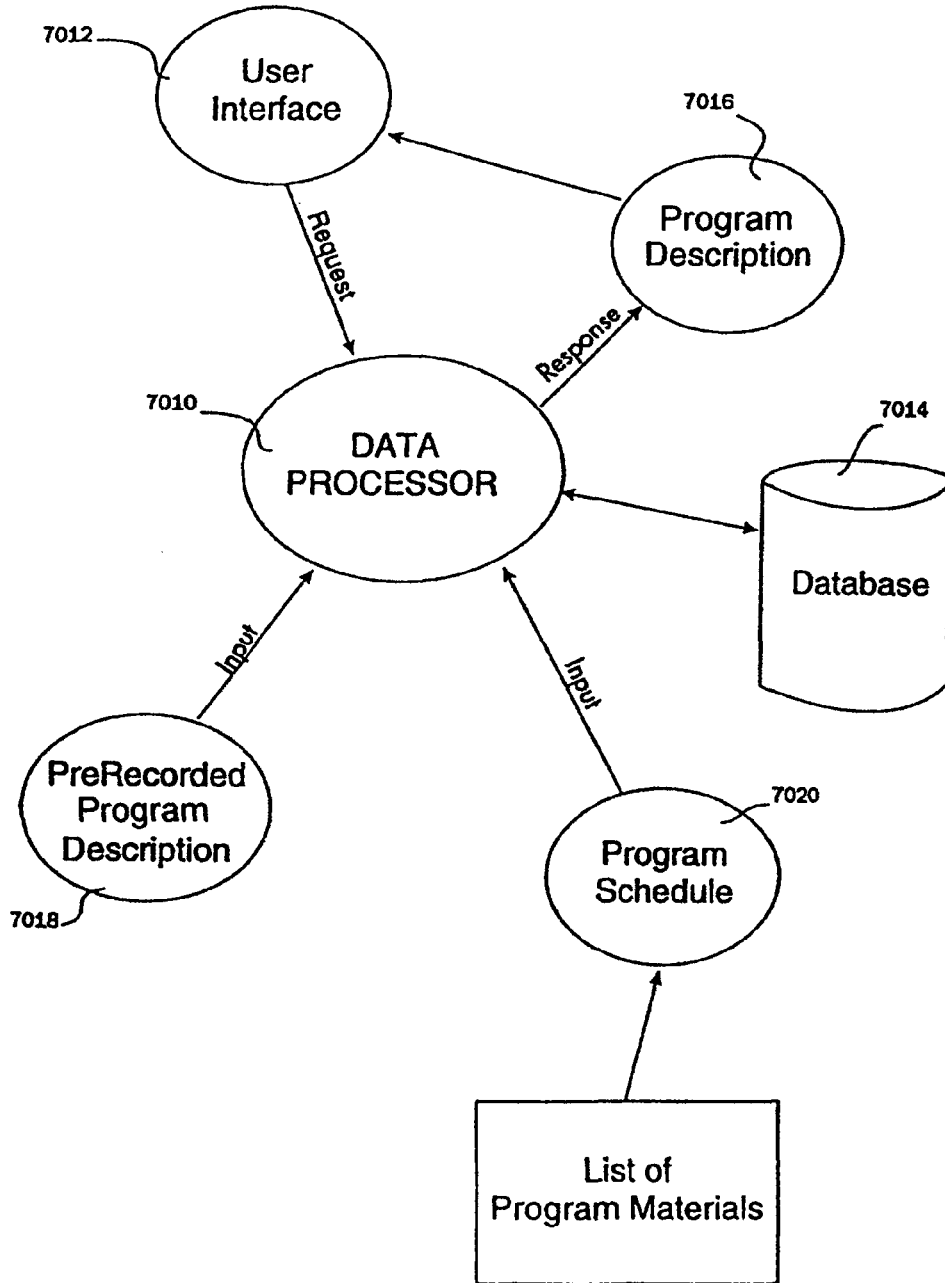 7012
User
Interface
7016
Program
Description
Request
Response
7010
DATA
PROCESSOR
7014
Database
Input
Input
PreRecorded
Program
Description
7018
7020
Program
Schedule
List of
Program Materials